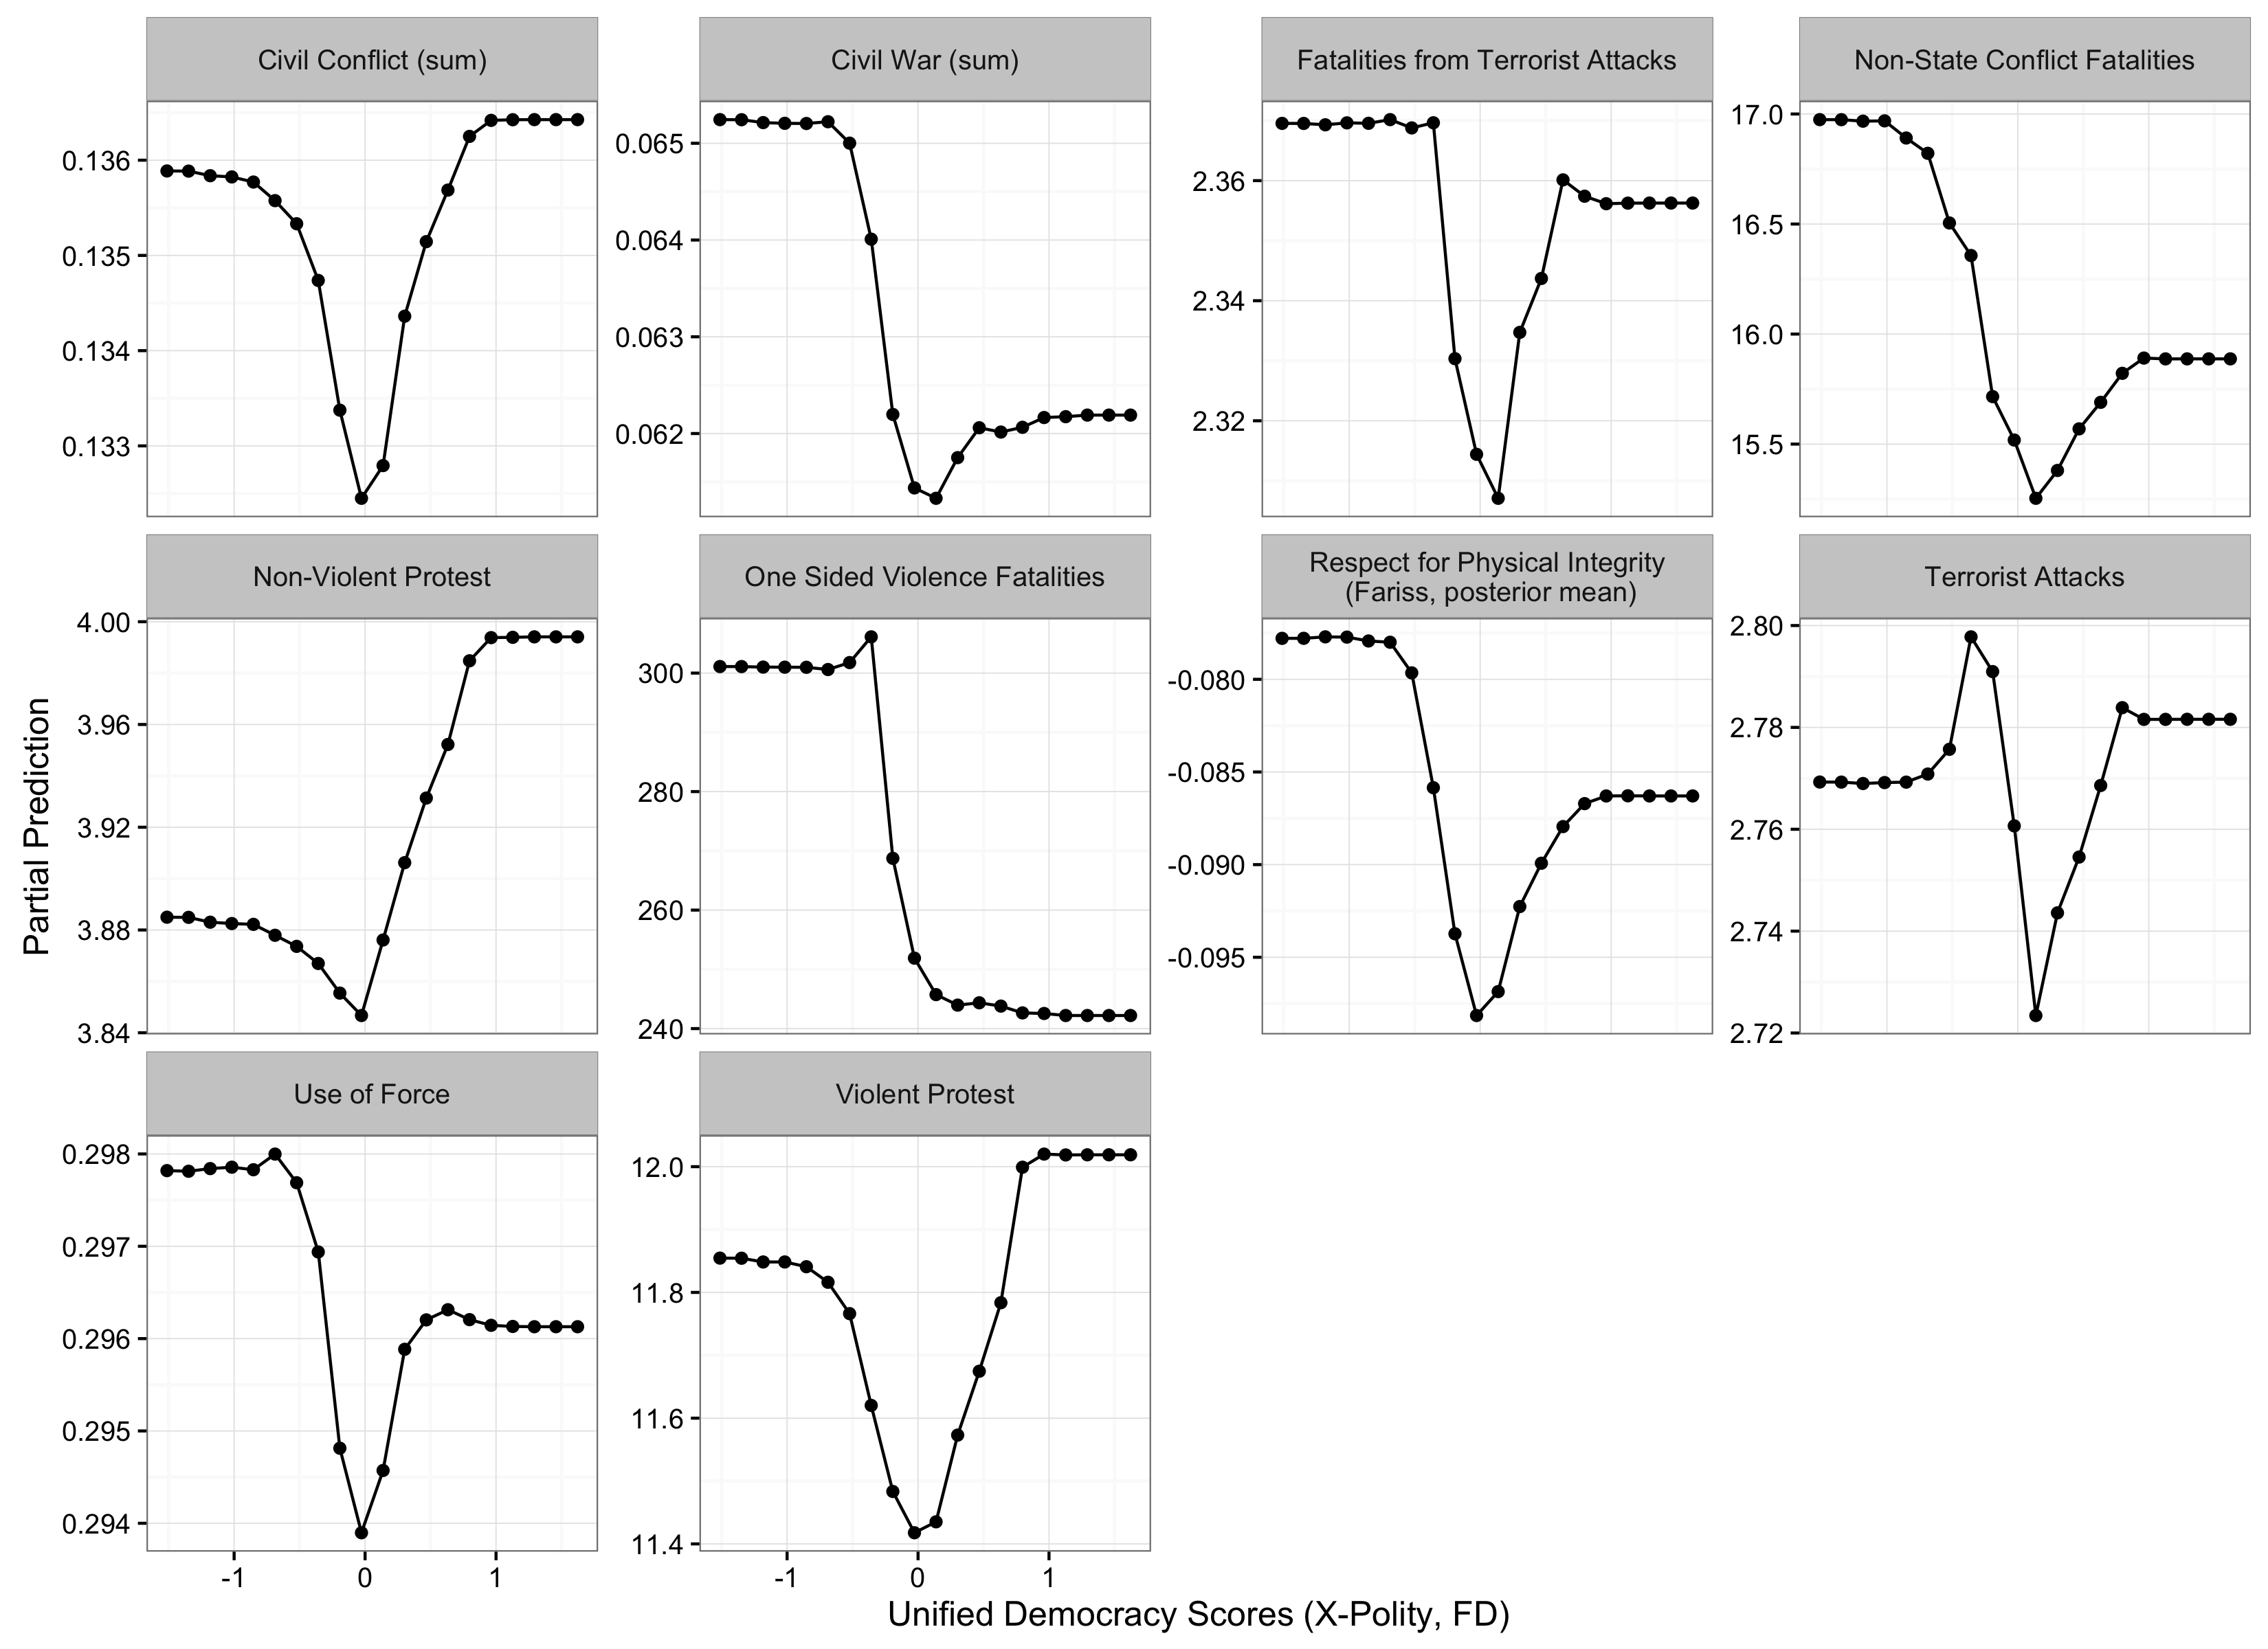 Civil Conflict (sum)
Civil War (sum)
Fatalities from Terrorist Attacks
Non-State Conflict Fatalities
0.136
0.135
0.134
0.133
0.065
0.064
0.063
0.062
2.36
2.34
2.32
17.0
16.5
16.0
15.5
Non-Violent Protest
One Sided Violence Fatalities
Respect for Physical Integrity
(Fariss, posterior mean)
Terrorist Attacks
4.00
3.96
3.92
3.88
3.84
300
280
260
240
-0.080
-0.085
-0.090
-0.095
2.80
2.78
2.76
2.74
2.72
Partial Prediction
Use of Force
Violent Protest
0.298
0.297
0.296
0.295
0.294
12.0
11.8
11.6
11.4
-1 0 1
-1 0 1
Unified Democracy Scores (X-Polity, FD)